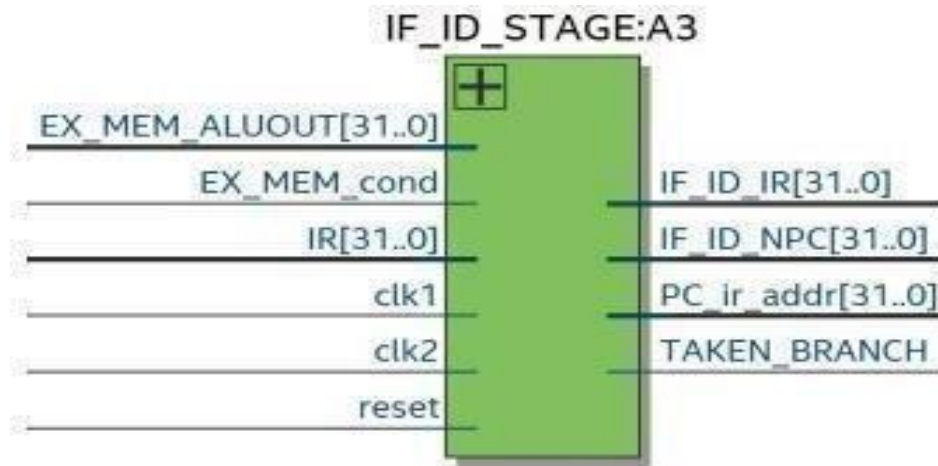 IF_ID_STAGE:A3
EX_MEM_ALUOUT[31..0]
EX_MEM_cond
IR[31..0]
clk1
clk2
reset
IF_ID_IR[31..0]
IF_ID_NPC[31..0]
PC_ir_addr[31..0]
TAKEN_BRANCH